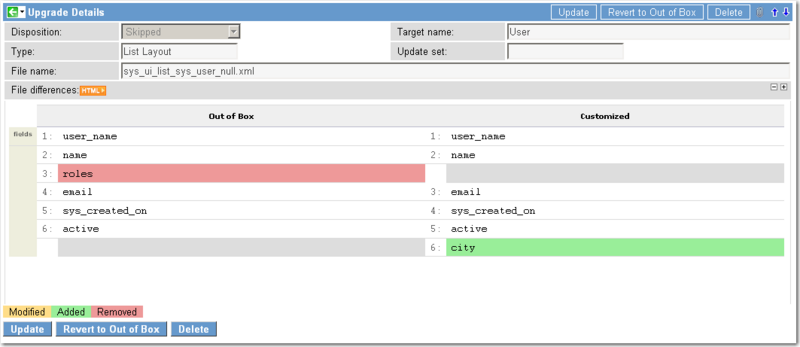 Upgrade Details Update Revert to Out of Box Delete
Disposition: Skipped Target name: User
Type: List Layout Update set:
File name: sys_ui_list_sys_user_null.xml
File differences: HTML
Out of Box Customized
fields 1: user_name 1: user_name
2: name 2: name
3: roles
4: email 3: email
5: sys_created_on 4: sys_created_on
6: active 5: active
6: city
Modified Added Removed
Update Revert to Out of Box Delete